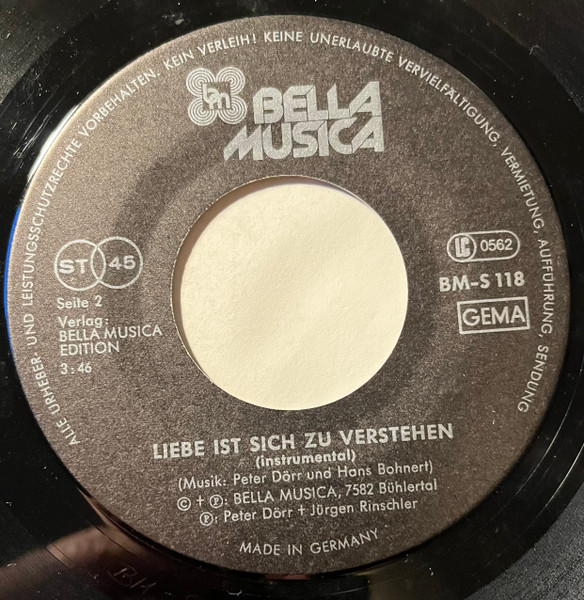 ALLE URHEBER- UND LEISTUNGSSCHUTZRECHTE VORBEHALTEN. KEIN VERLEIH! KEINE UNERLAUBTE VERVIELFÄLTIGUNG, VERMIETUNG, AUFFÜHRUNG, SENDUNG
bm BELLA
MUSICA
ST 45
LC 0562
Seite 2
BM-S 118
Verlag:
BELLA MUSICA
EDITION
GEMA
3:46
LIEBE IST SICH ZU VERSTEHEN
(instrumental)
(Musik: Peter Dörr und Hans Bohnert)
© + ℗: BELLA MUSICA, 7582 Bühlertal
℗: Peter Dörr + Jürgen Rinschler
MADE IN GERMANY